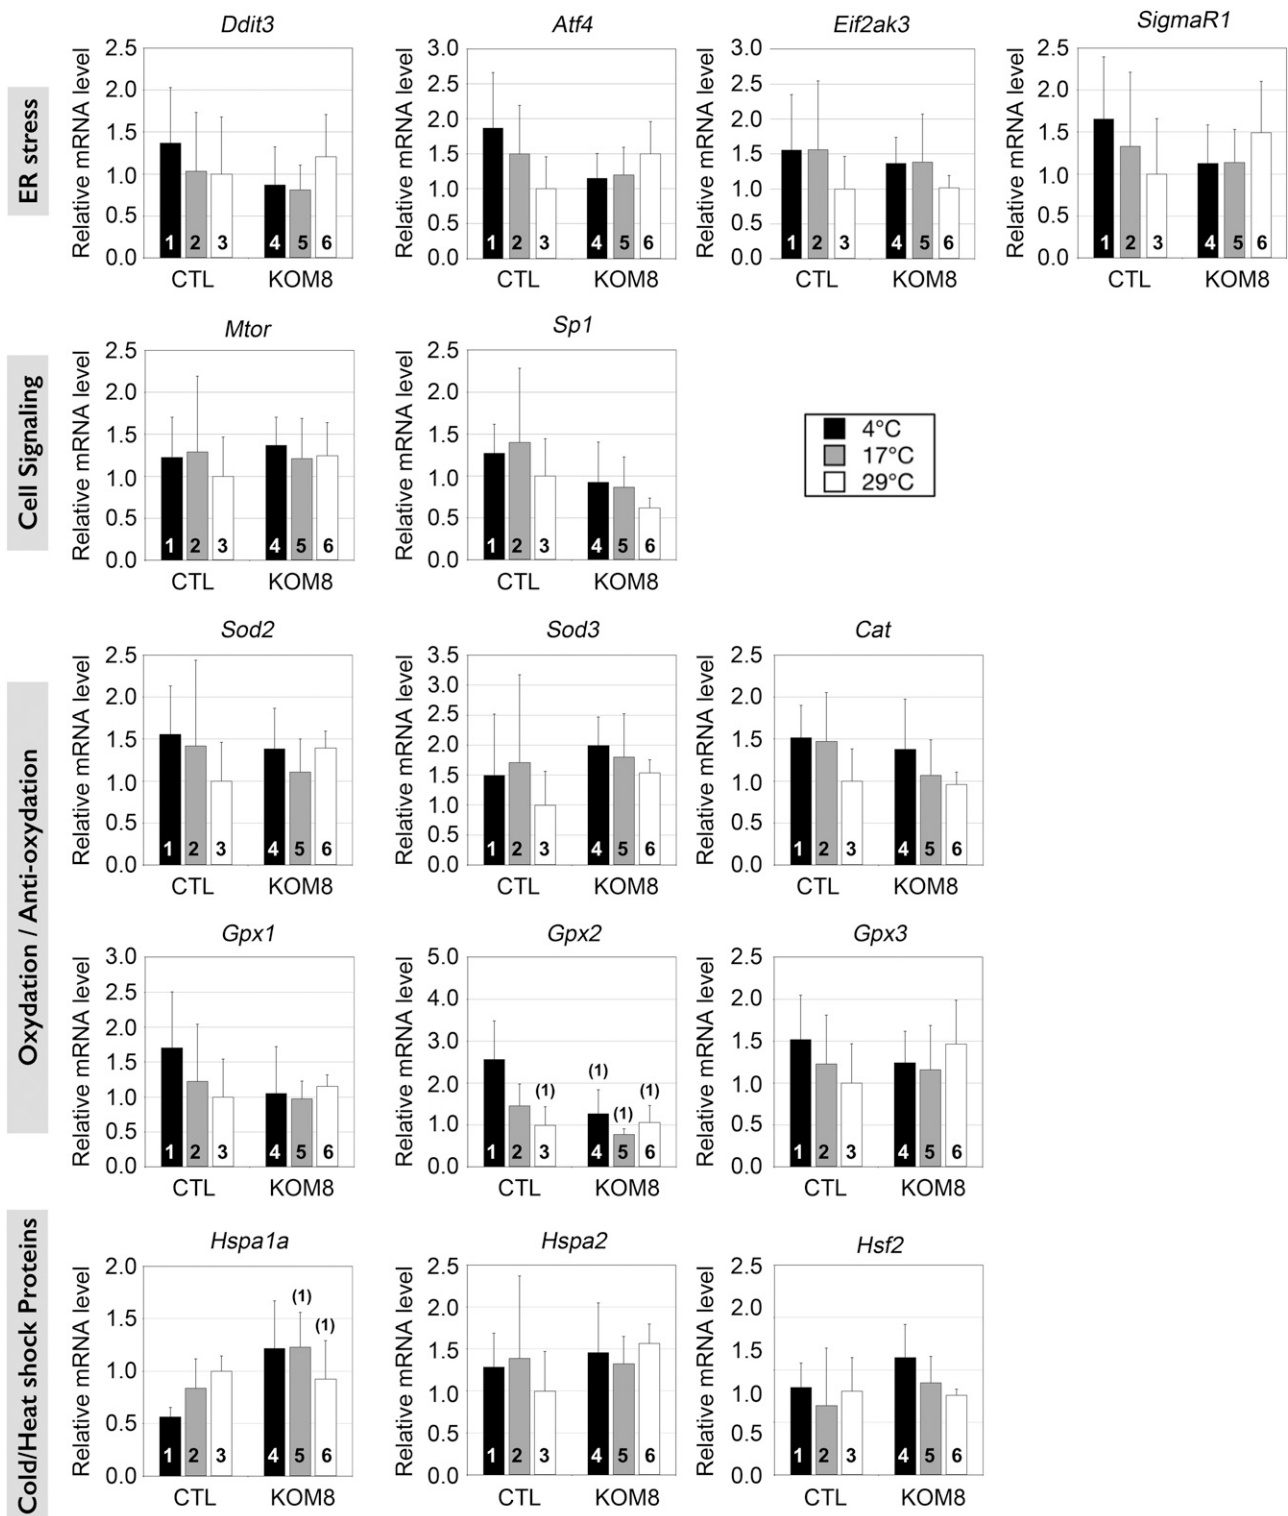 ER stress
Ddit3
Relative mRNA level
2.5
2.0
1.5
1.0
0.5
0.0
1 2 3 4 5 6
CTL KOM8
Atf4
Relative mRNA level
3.0
2.5
2.0
1.5
1.0
0.5
0.0
1 2 3 4 5 6
CTL KOM8
Eif2ak3
Relative mRNA level
3.0
2.5
2.0
1.5
1.0
0.5
0.0
1 2 3 4 5 6
CTL KOM8
SigmaR1
Relative mRNA level
2.5
2.0
1.5
1.0
0.5
0.0
1 2 3 4 5 6
CTL KOM8
Cell Signaling
Mtor
Relative mRNA level
2.5
2.0
1.5
1.0
0.5
0.0
1 2 3 4 5 6
CTL KOM8
Sp1
Relative mRNA level
2.5
2.0
1.5
1.0
0.5
0.0
1 2 3 4 5 6
CTL KOM8
4°C
17°C
29°C
Oxydation / Anti-oxydation
Sod2
Relative mRNA level
2.5
2.0
1.5
1.0
0.5
0.0
1 2 3 4 5 6
CTL KOM8
Sod3
Relative mRNA level
3.5
3.0
2.5
2.0
1.5
1.0
0.5
0.0
1 2 3 4 5 6
CTL KOM8
Cat
Relative mRNA level
2.5
2.0
1.5
1.0
0.5
0.0
1 2 3 4 5 6
CTL KOM8
Gpx1
Relative mRNA level
3.0
2.5
2.0
1.5
1.0
0.5
0.0
1 2 3 4 5 6
CTL KOM8
Gpx2
Relative mRNA level
5.0
4.0
3.0
2.0
1.0
0.0
(1) (1) (1) (1)
1 2 3 4 5 6
CTL KOM8
Gpx3
Relative mRNA level
2.5
2.0
1.5
1.0
0.5
0.0
1 2 3 4 5 6
CTL KOM8
Cold/Heat shock Proteins
Hspa1a
Relative mRNA level
2.0
1.5
1.0
0.5
0.0
(1) (1)
1 2 3 4 5 6
CTL KOM8
Hspa2
Relative mRNA level
2.5
2.0
1.5
1.0
0.5
0.0
1 2 3 4 5 6
CTL KOM8
Hsf2
Relative mRNA level
2.5
2.0
1.5
1.0
0.5
0.0
1 2 3 4 5 6
CTL KOM8